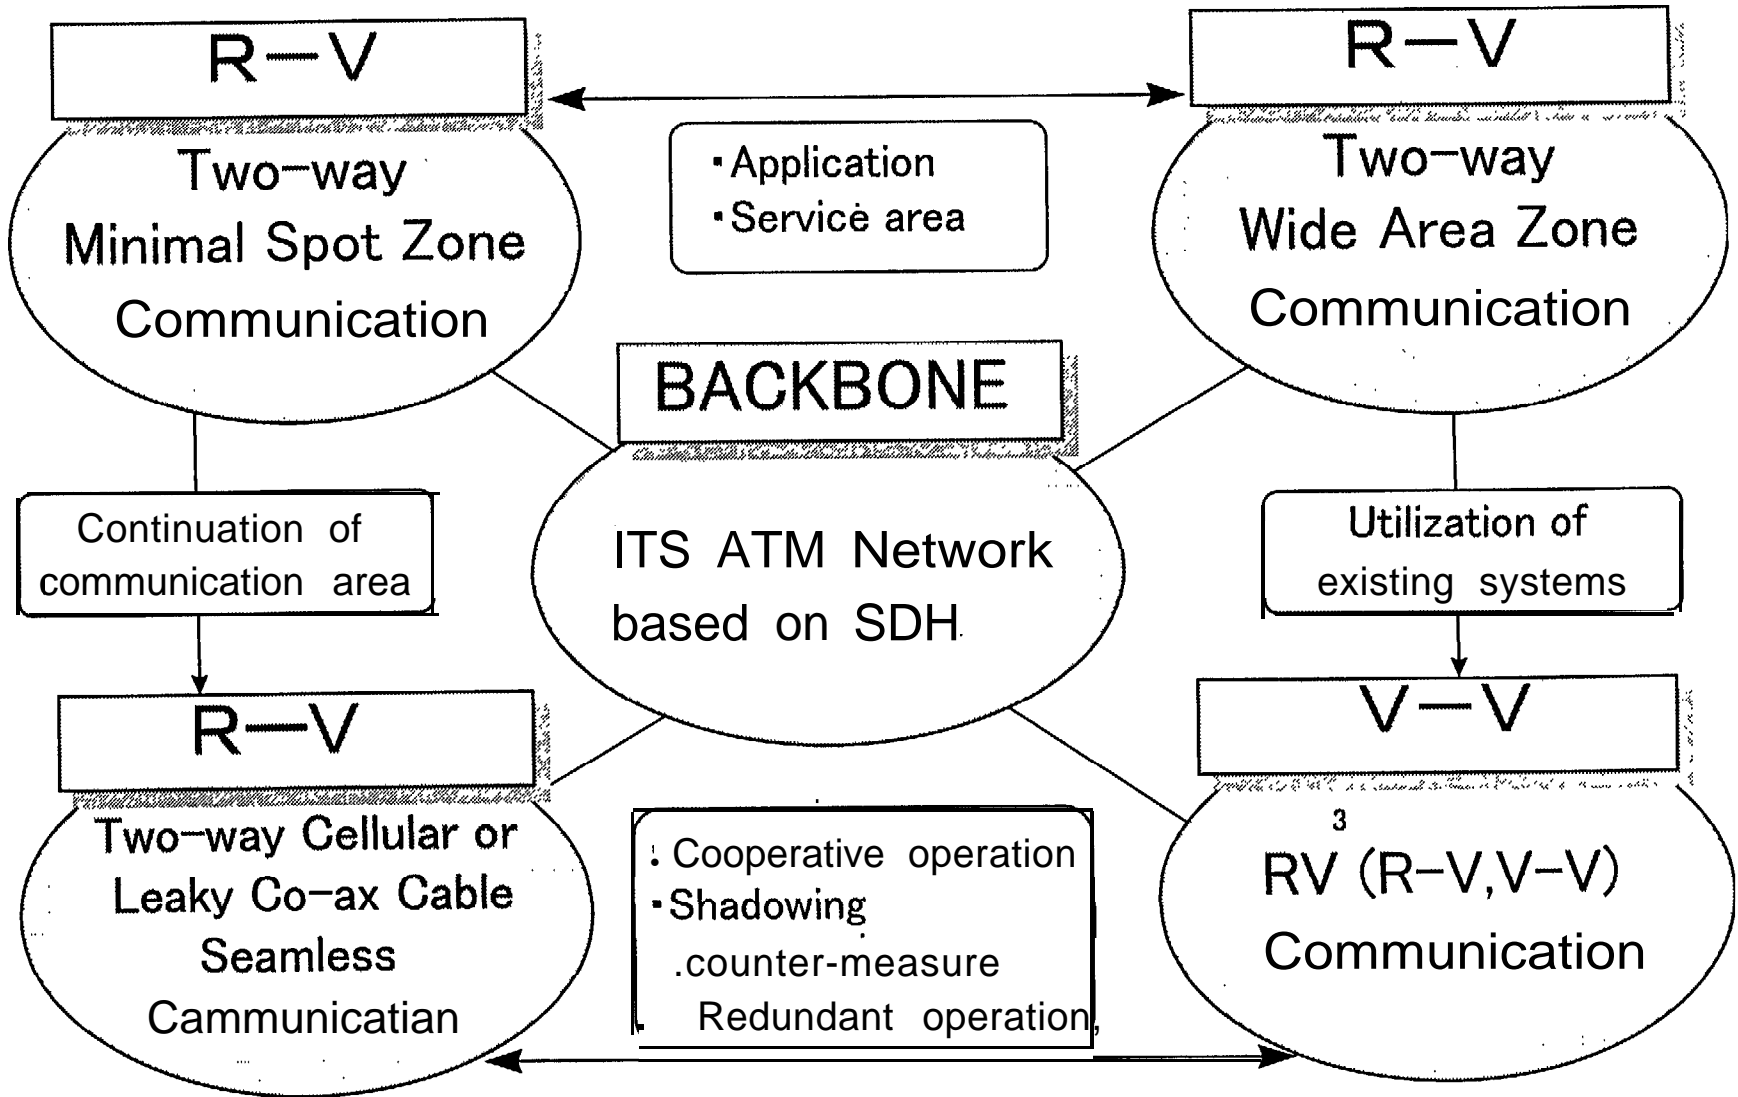 R－V
Two-way
Minimal Spot Zone
Communication
・Application
・Service area
R－V
Two-way
Wide Area Zone
Communication
BACKBONE
ITS ATM Network
based on SDH.
Continuation of
communication area
Utilization of
existing systems
R－V
Two-way Cellular or
Leaky Co-ax Cable
Seamless
Cammunicatian
. Cooperative operation
・Shadowing
.counter-measure
. Redundant operation,
V－V
3
RV (R-V,V-V)
Communication